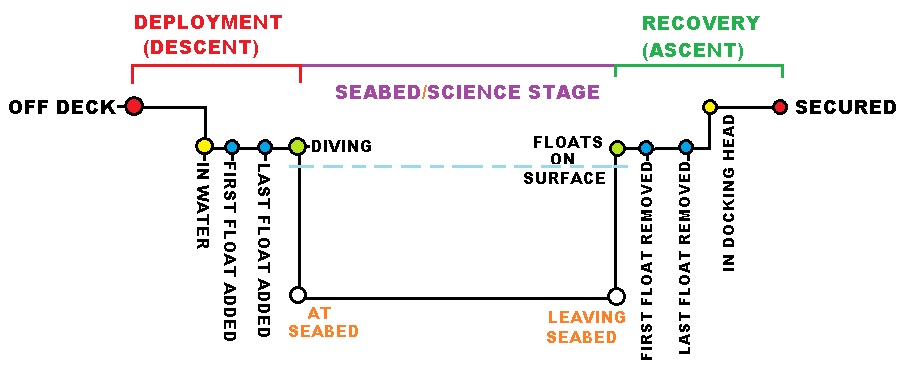 DEPLOYMENT
(DESCENT)
RECOVERY
(ASCENT)
SEABED/SCIENCE STAGE
OFF DECK
SECURED
DIVING
FLOATS
ON
SURFACE
IN WATER
FIRST FLOAT ADDED
LAST FLOAT ADDED
FIRST FLOAT REMOVED
LAST FLOAT REMOVED
IN DOCKING HEAD
AT
SEABED
LEAVING
SEABED